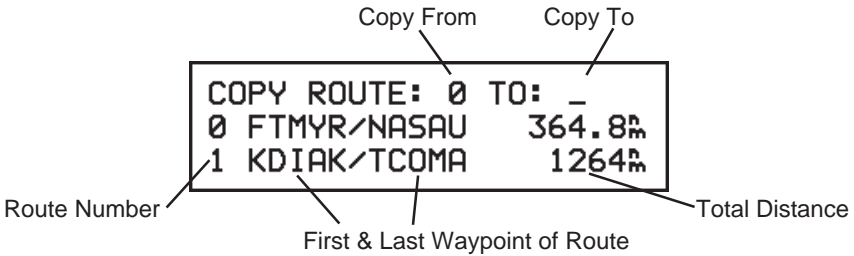 Copy From Copy To
COPY ROUTE: 0 TO: _
0 FTMYR/NASAU 364.8nm
1 KDIAK/TCOMA 1264nm
Route Number
Total Distance
First & Last Waypoint of Route